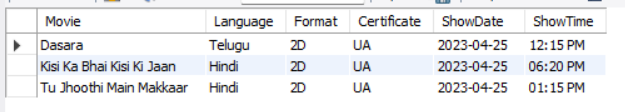 Movie Language Format Certificate ShowDate ShowTime
Dasara Telugu 2D UA 2023-04-25 12:15 PM
Kisi Ka Bhai Kisi Ki Jaan Hindi 2D UA 2023-04-25 06:20 PM
Tu Jhoothi Main Makkaar Hindi 2D UA 2023-04-25 01:15 PM